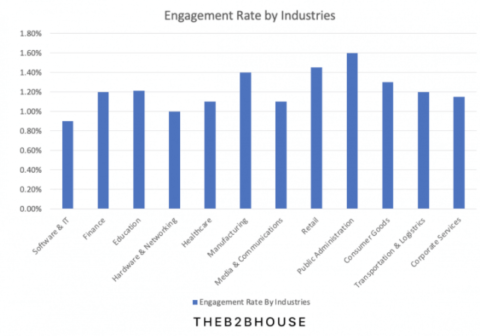 Engagement Rate by Industries
1.80%
1.60%
1.40%
1.20%
1.00%
0.80%
0.60%
0.40%
0.20%
0.00%
Software & IT
Finance
Education
Hardware & Networking
Healthcare
Manufacturing
Media & Communications
Retail
Public Administration
Consumer Goods
Transportation & Logistics
Corporate Services
Engagement Rate By Industries
THEB2BHOUSE